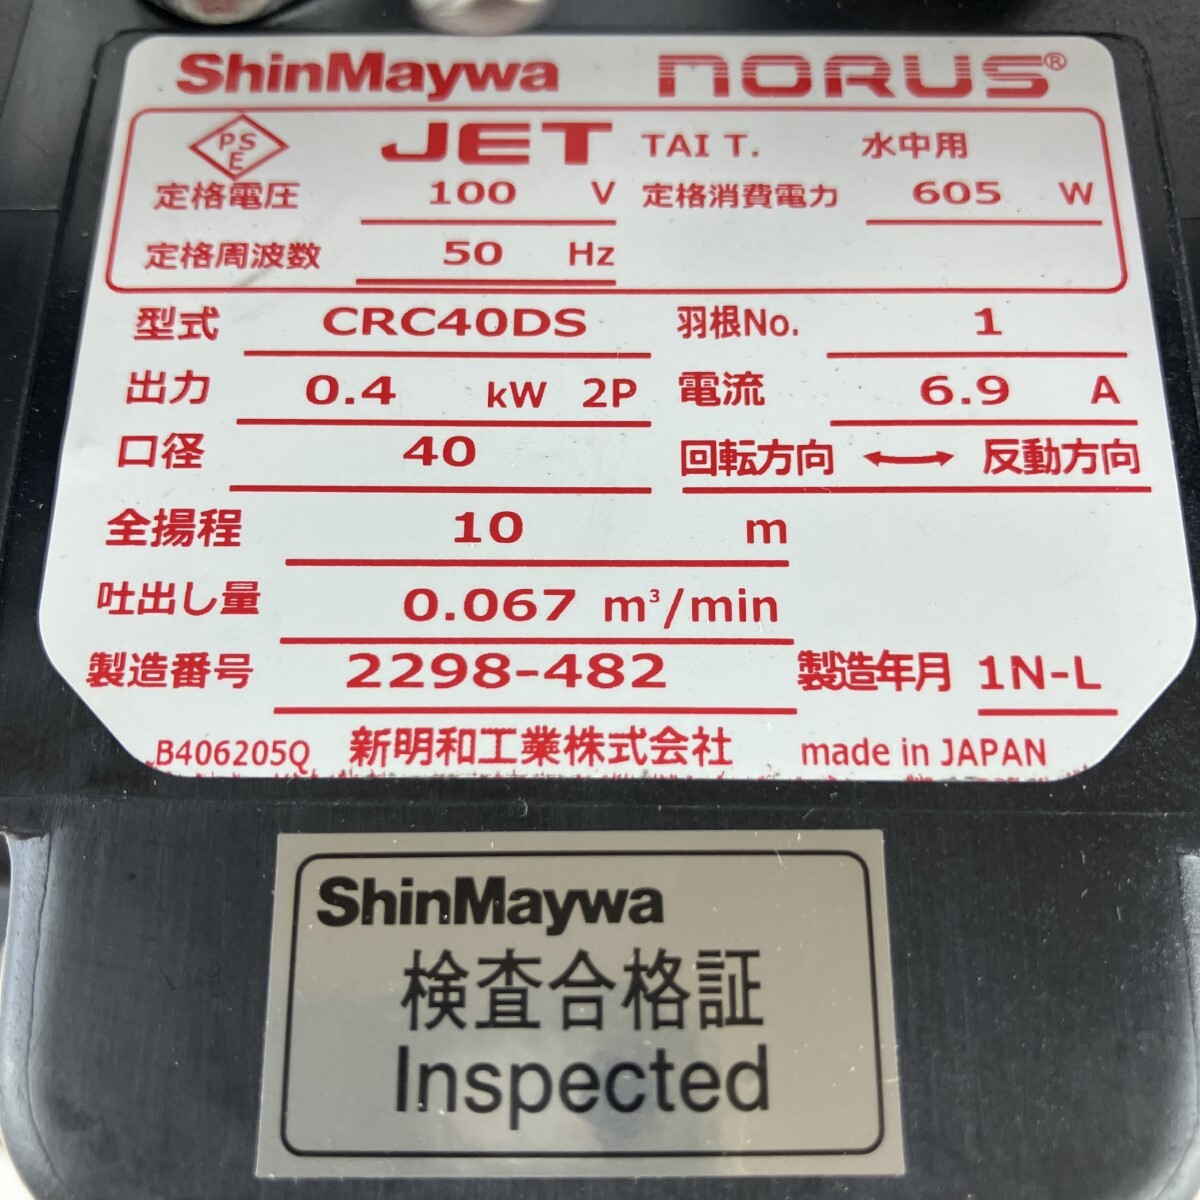 ShinMaywa NORUS®
PSE JET TAI T. 水中用
定格電圧 100 V 定格消費電力 605 W
定格周波数 50 Hz
型式 CRC40DS 羽根No. 1
出力 0.4 kW 2P 電流 6.9 A
口径 40 回転方向 ←→ 反動方向
全揚程 10 m
吐出し量 0.067 m³/min
製造番号 2298-482 製造年月 1N-L
B406205Q 新明和工業株式会社 made in JAPAN
ShinMaywa
検査合格証
Inspected